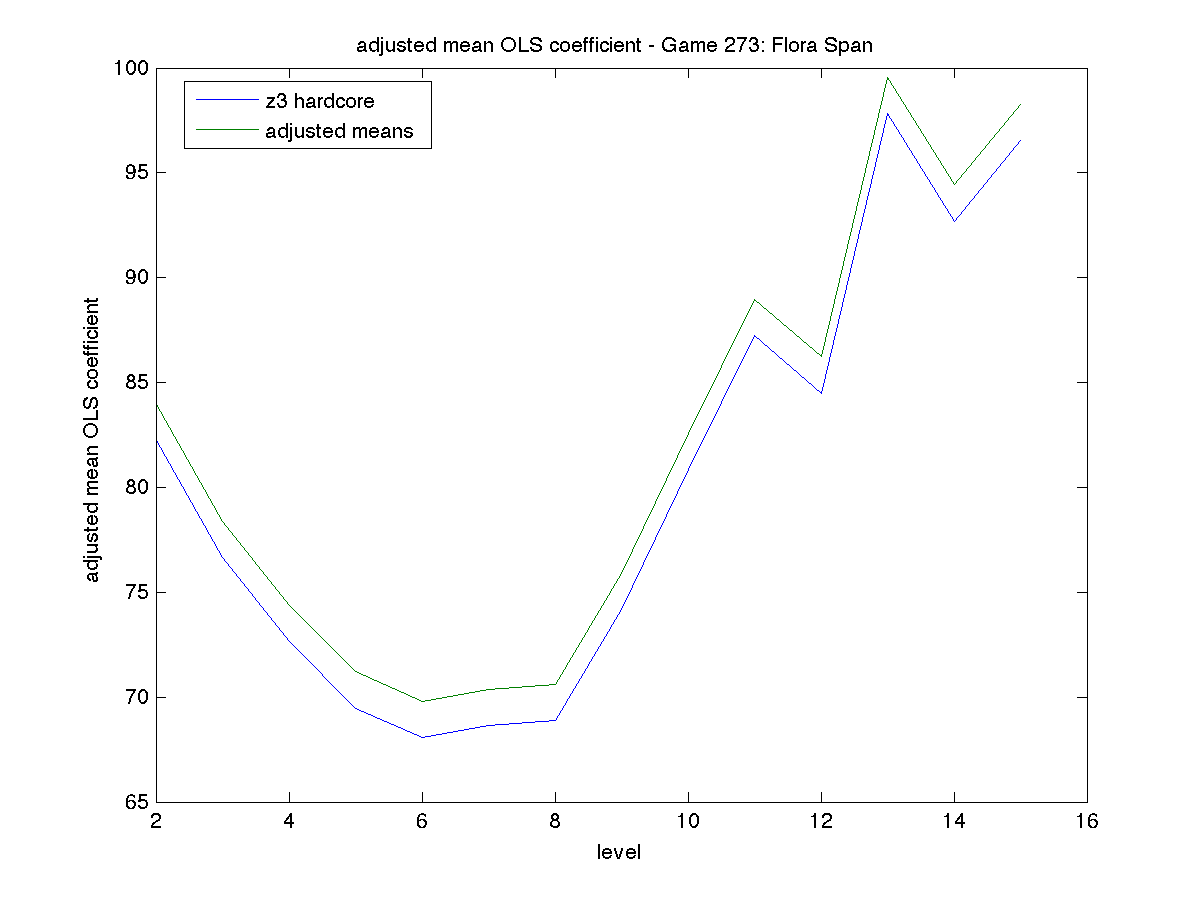 adjusted mean OLS coefficient - Game 273: Flora Span
z3 hardcore
adjusted means
100
95
90
85
80
75
70
65
adjusted mean OLS coefficient
2 4 6 8 10 12 14 16
level